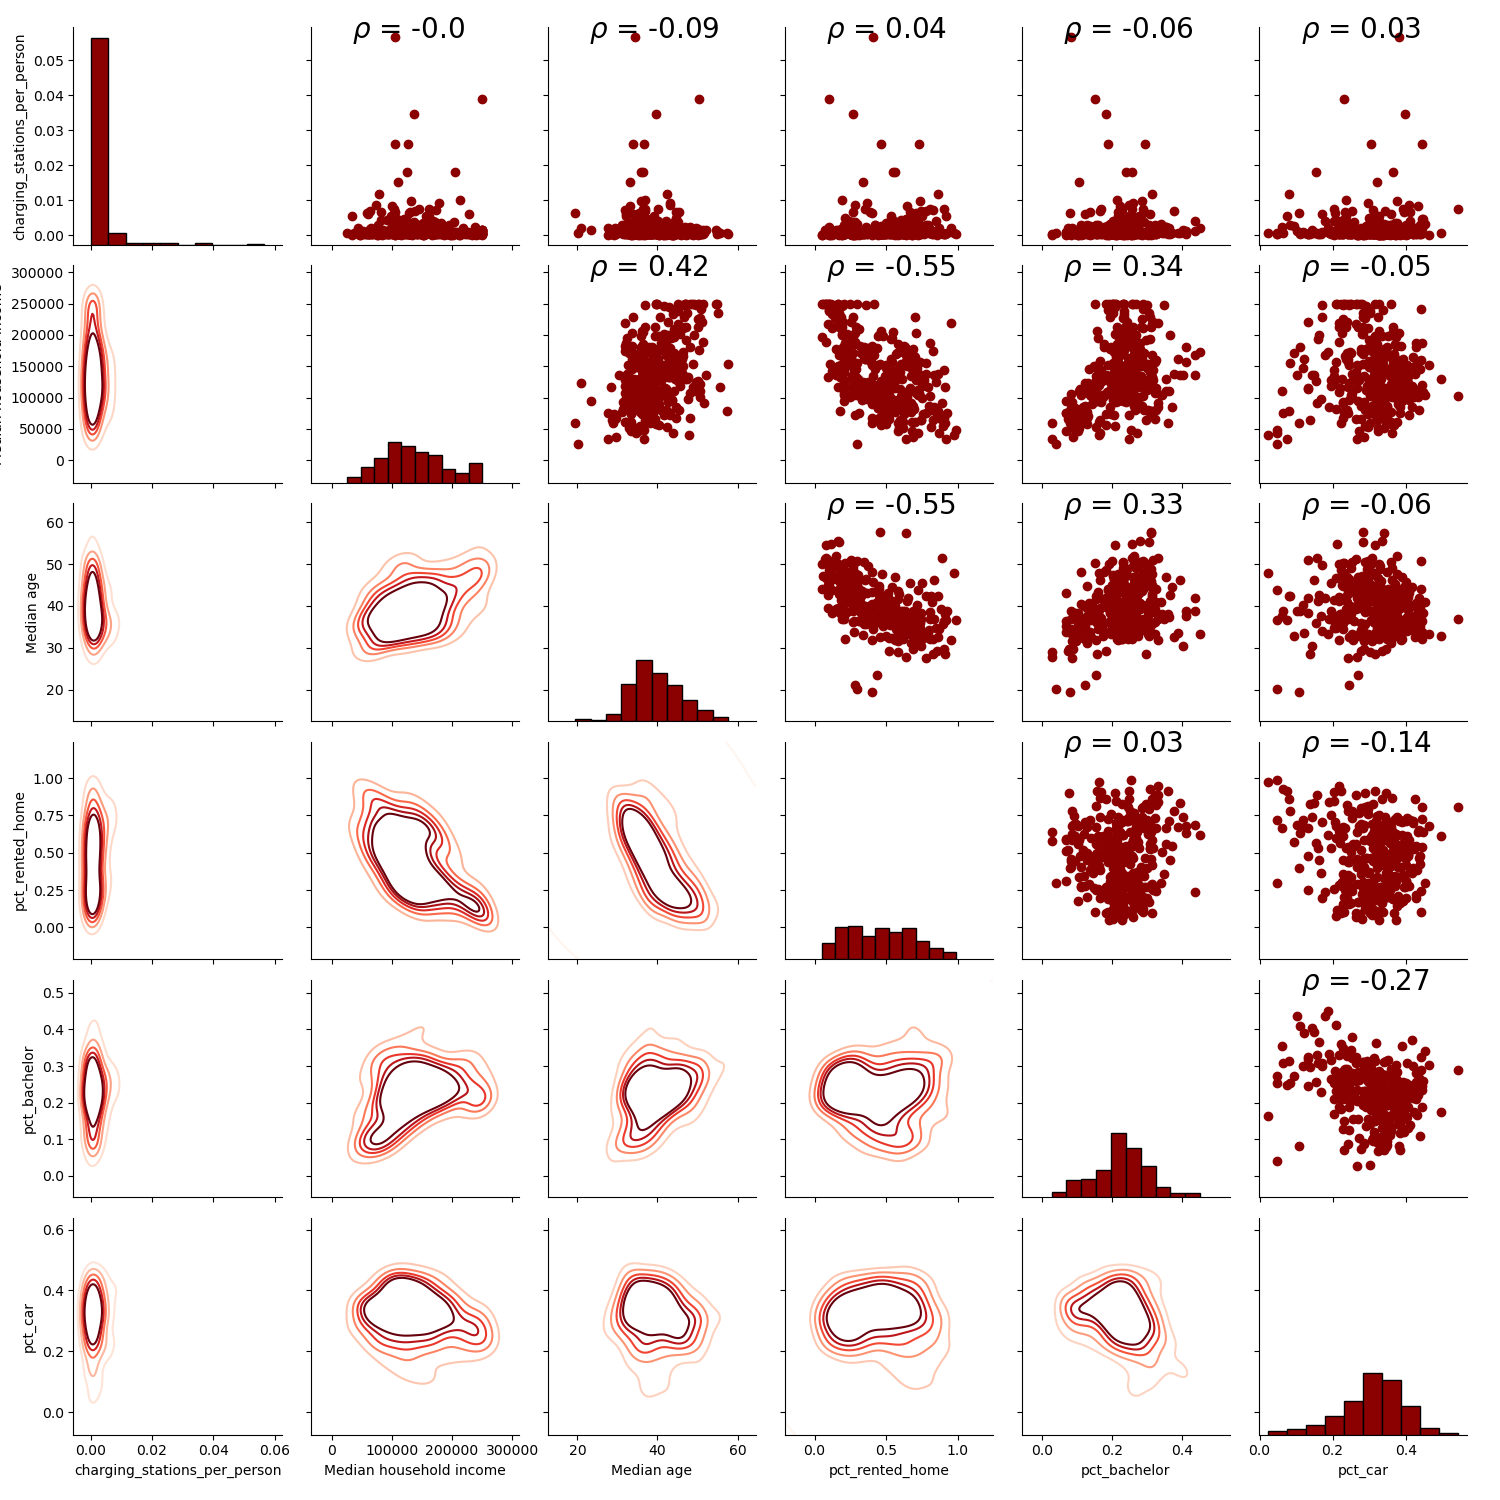 ρ = -0.0
ρ = -0.09
ρ = 0.04
ρ = -0.06
ρ = 0.03
charging_stations_per_person
0.05
0.04
0.03
0.02
0.01
0.00
ρ = 0.42
ρ = -0.55
ρ = 0.34
ρ = -0.05
300000
250000
200000
150000
100000
50000
0
ρ = -0.55
ρ = 0.33
ρ = -0.06
Median age
60
50
40
30
20
ρ = 0.03
ρ = -0.14
pct_rented_home
1.00
0.75
0.50
0.25
0.00
ρ = -0.27
pct_bachelor
0.5
0.4
0.3
0.2
0.1
0.0
pct_car
0.6
0.4
0.2
0.0
0.00 0.02 0.04 0.06 0 100000 200000 300000 20 40 60 0.0 0.5 1.0 0.0 0.2 0.4 0.0 0.2 0.4
charging_stations_per_person Median household income Median age pct_rented_home pct_bachelor pct_car